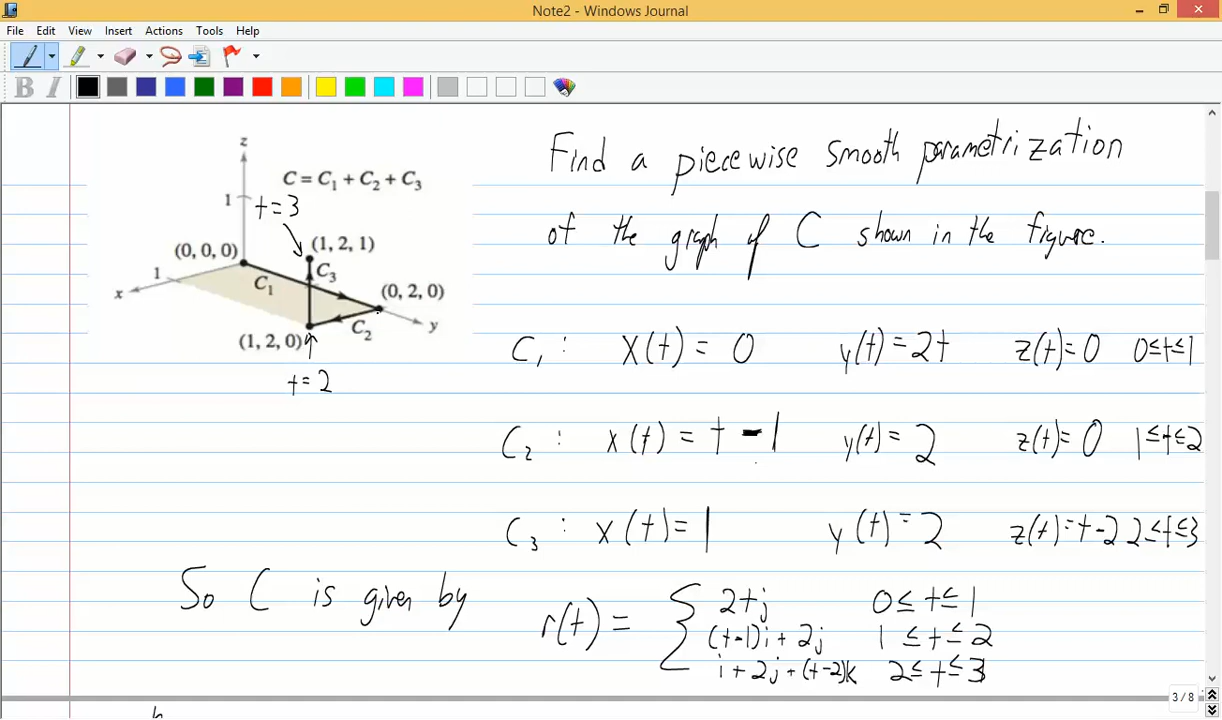 Note2 - Windows Journal
File Edit View Insert Actions Tools Help
B I
z
C = C₁ + C₂ + C₃
1
t=3
(1, 2, 1)
(0, 0, 0)
C₃
1
C₁
(0, 2, 0)
x
C₂
y
(1, 2, 0)
t=2
Find a piecewise smooth parametrization
of the graph of C shown in the figure.
C₁ : x(t) = 0 y(t) = 2t z(t)=0 0≤t≤1
C₂ : x(t) = t - 1 y(t) = 2 z(t)= 0 1≤t≤2
C₃ : x(t)= 1 y(t) = 2 z(t)=t-2 2≤t≤3
So C is given by
r(t) = { 2tj 0≤ t≤1
(t-1)i + 2j 1 ≤ t ≤ 2
i + 2j + (t-2)k 2≤ t≤3
3 / 8